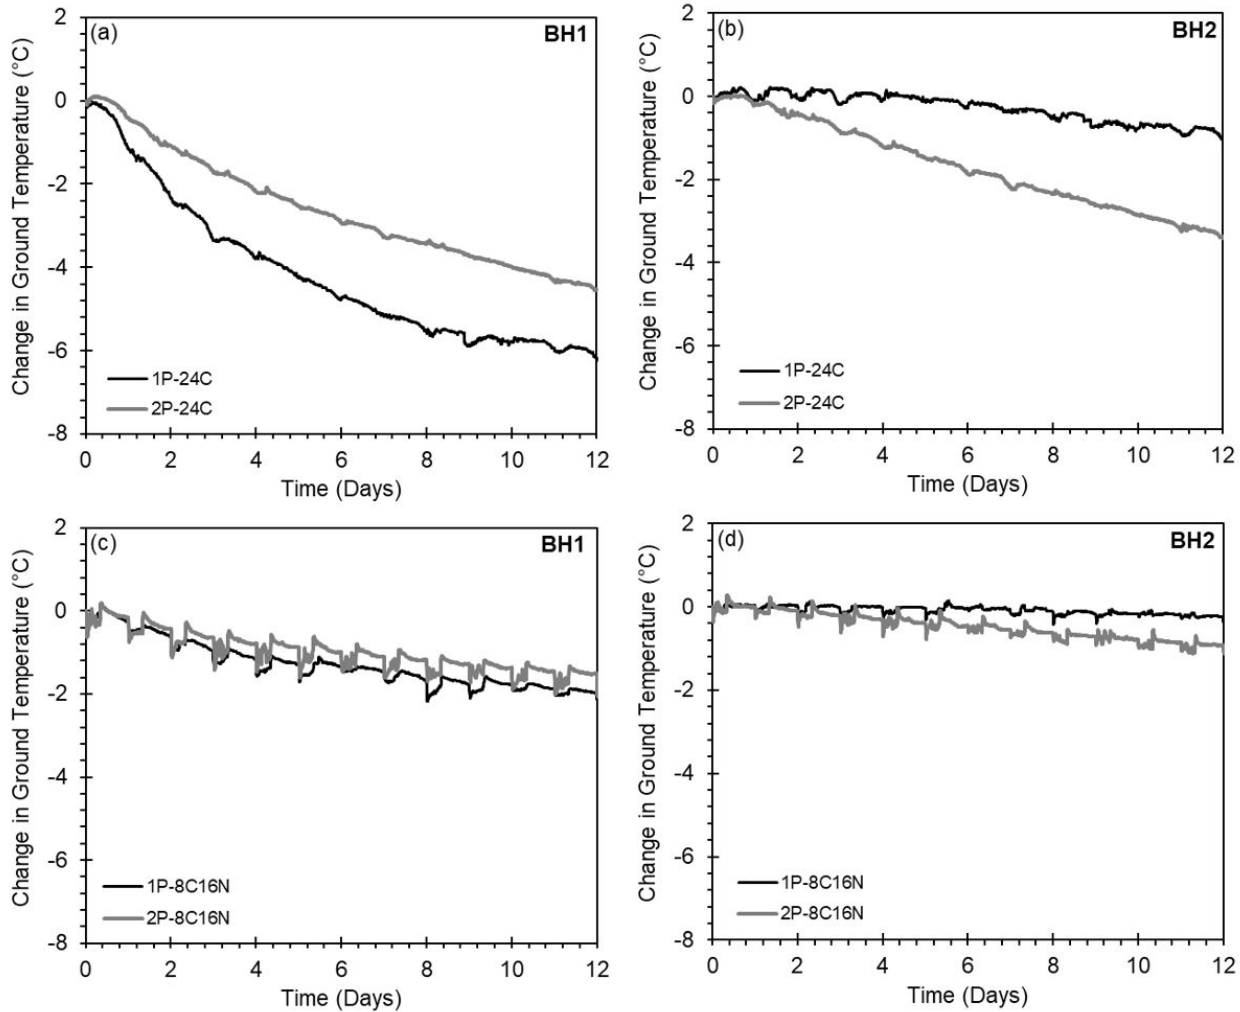 (a)
BH1
Change in Ground Temperature (°C)
2
0
-2
-4
-6
-8
1P-24C
2P-24C
0 2 4 6 8 10 12
Time (Days)
(b)
BH2
Change in Ground Temperature (°C)
2
0
-2
-4
-6
-8
1P-24C
2P-24C
0 2 4 6 8 10 12
Time (Days)
(c)
BH1
Change in Ground Temperature (°C)
2
0
-2
-4
-6
-8
1P-8C16N
2P-8C16N
0 2 4 6 8 10 12
Time (Days)
(d)
BH2
Change in Ground Temperature (°C)
2
0
-2
-4
-6
-8
1P-8C16N
2P-8C16N
0 2 4 6 8 10 12
Time (Days)